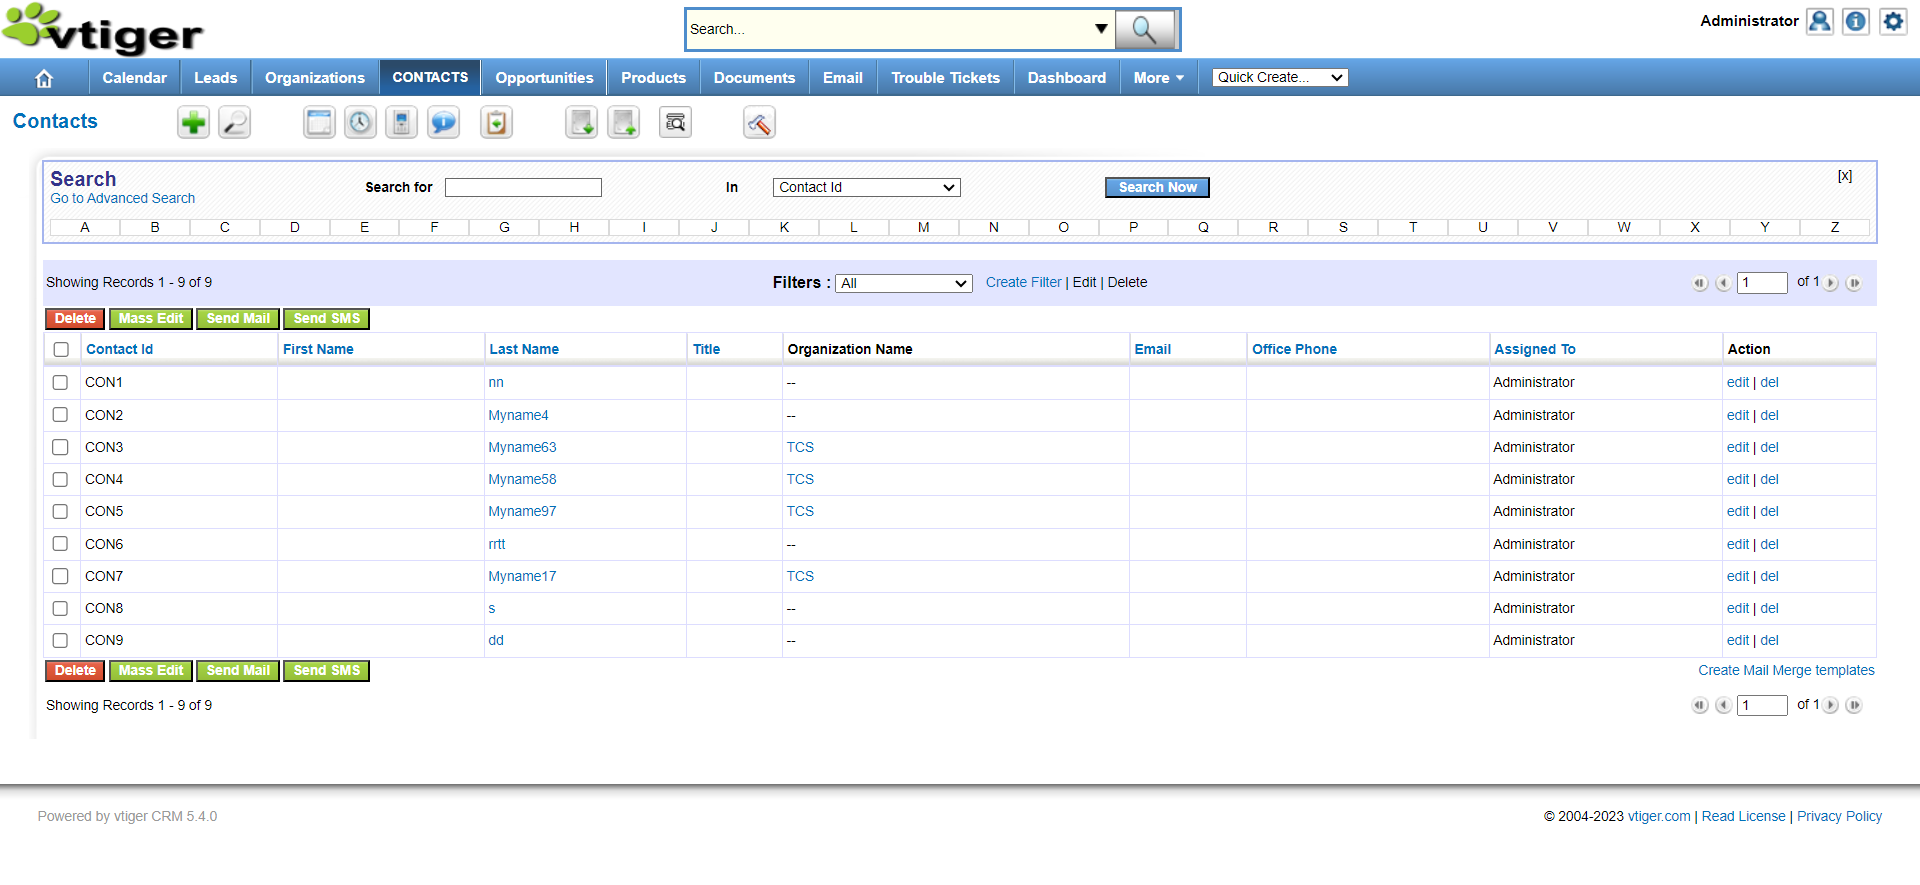 vtiger
Search...
Administrator
Calendar Leads Organizations CONTACTS Opportunities Products Documents Email Trouble Tickets Dashboard More Quick Create...
Contacts
Search
Go to Advanced Search
Search for In Contact Id Search Now [x]
A B C D E F G H I J K L M N O P Q R S T U V W X Y Z
Showing Records 1 - 9 of 9 Filters : All Create Filter | Edit | Delete 1 of 1
Delete Mass Edit Send Mail Send SMS
Contact Id First Name Last Name Title Organization Name Email Office Phone Assigned To Action
CON1 nn -- Administrator edit | del
CON2 Myname4 -- Administrator edit | del
CON3 Myname63 TCS Administrator edit | del
CON4 Myname58 TCS Administrator edit | del
CON5 Myname97 TCS Administrator edit | del
CON6 rrtt -- Administrator edit | del
CON7 Myname17 TCS Administrator edit | del
CON8 s -- Administrator edit | del
CON9 dd -- Administrator edit | del
Delete Mass Edit Send Mail Send SMS Create Mail Merge templates
Showing Records 1 - 9 of 9 1 of 1
Powered by vtiger CRM 5.4.0 © 2004-2023 vtiger.com | Read License | Privacy Policy